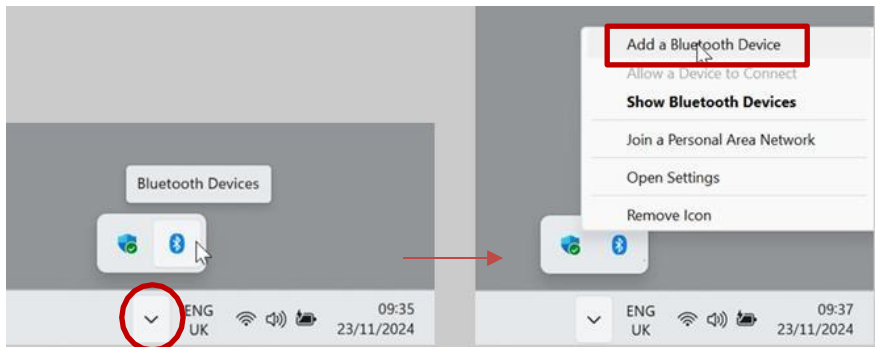 Bluetooth Devices
ENG
UK
09:35
23/11/2024
Add a Bluetooth Device
Allow a Device to Connect
Show Bluetooth Devices
Join a Personal Area Network
Open Settings
Remove Icon
ENG
UK
09:37
23/11/2024